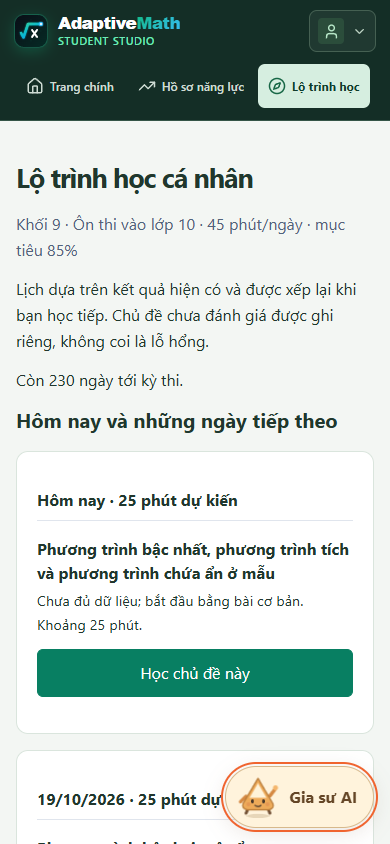 AdaptiveMath
STUDENT STUDIO
Trang chính
Hồ sơ năng lực
Lộ trình học
Lộ trình học cá nhân
Khối 9 · Ôn thi vào lớp 10 · 45 phút/ngày · mục
tiêu 85%
Lịch dựa trên kết quả hiện có và được xếp lại khi
bạn học tiếp. Chủ đề chưa đánh giá được ghi
riêng, không coi là lỗ hổng.
Còn 230 ngày tới kỳ thi.
Hôm nay và những ngày tiếp theo
Hôm nay · 25 phút dự kiến
Phương trình bậc nhất, phương trình tích
và phương trình chứa ẩn ở mẫu
Chưa đủ dữ liệu; bắt đầu bằng bài cơ bản.
Khoảng 25 phút.
Học chủ đề này
19/10/2026 · 25 phút dự
Gia sư AI